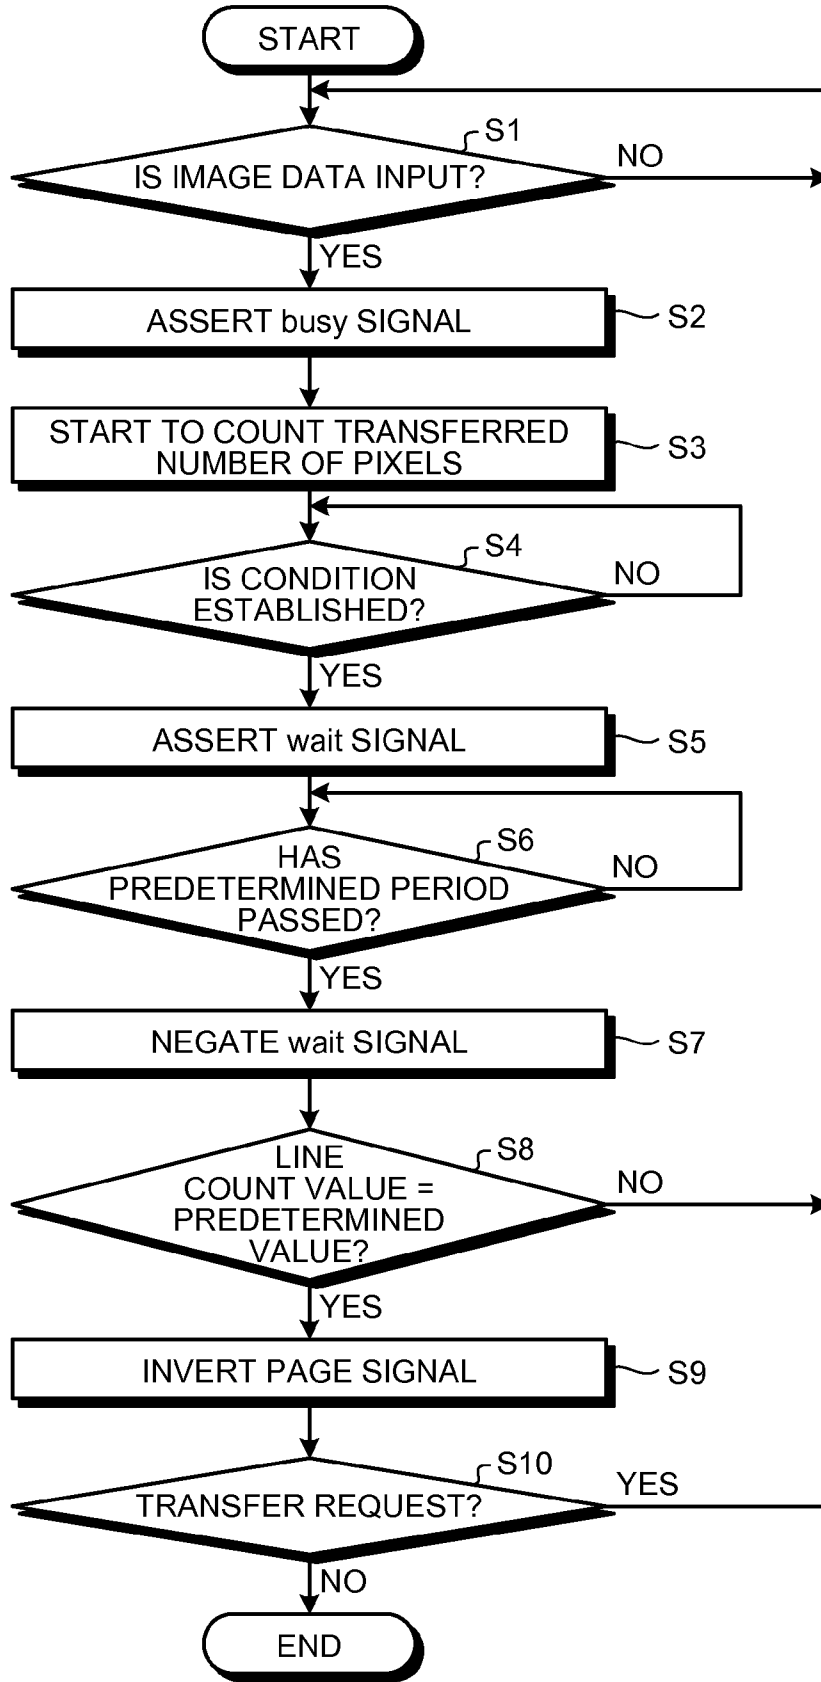 START
S1
IS IMAGE DATA INPUT?
NO
YES
ASSERT busy SIGNAL
S2
START TO COUNT TRANSFERRED
NUMBER OF PIXELS
S3
S4
IS CONDITION
ESTABLISHED?
NO
YES
ASSERT wait SIGNAL
S5
S6
HAS
PREDETERMINED PERIOD
PASSED?
NO
YES
NEGATE wait SIGNAL
S7
S8
LINE
COUNT VALUE =
PREDETERMINED
VALUE?
NO
YES
INVERT PAGE SIGNAL
S9
S10
TRANSFER REQUEST?
YES
NO
END